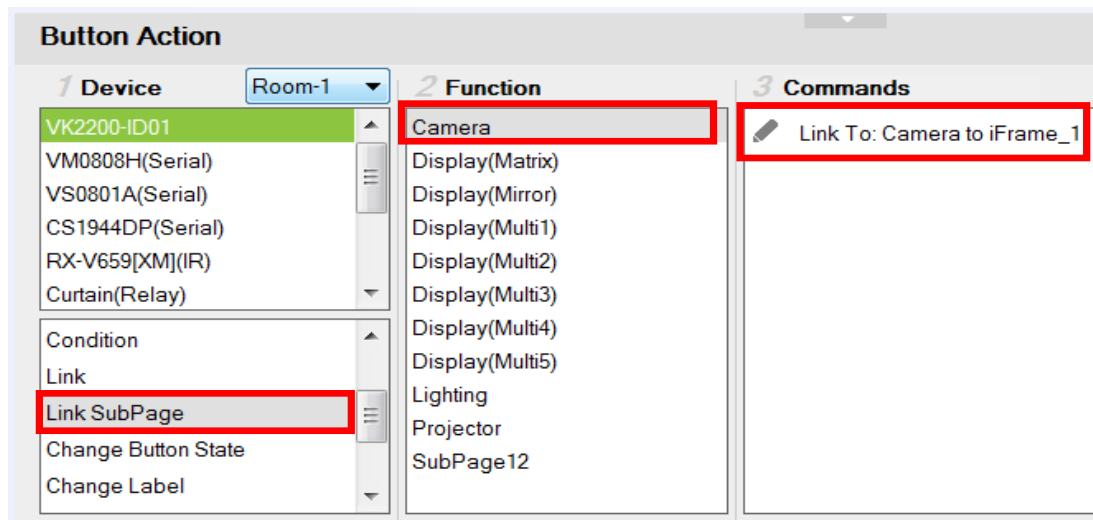 Button Action
1 Device
Room-1
VK2200-ID01
VM0808H(Serial)
VS0801A(Serial)
CS1944DP(Serial)
RX-V659[XM](IR)
Curtain(Relay)
Condition
Link
Link SubPage
Change Button State
Change Label
2 Function
Camera
Display(Matrix)
Display(Mirror)
Display(Multi1)
Display(Multi2)
Display(Multi3)
Display(Multi4)
Display(Multi5)
Lighting
Projector
SubPage12
3 Commands
Link To: Camera to iFrame_1